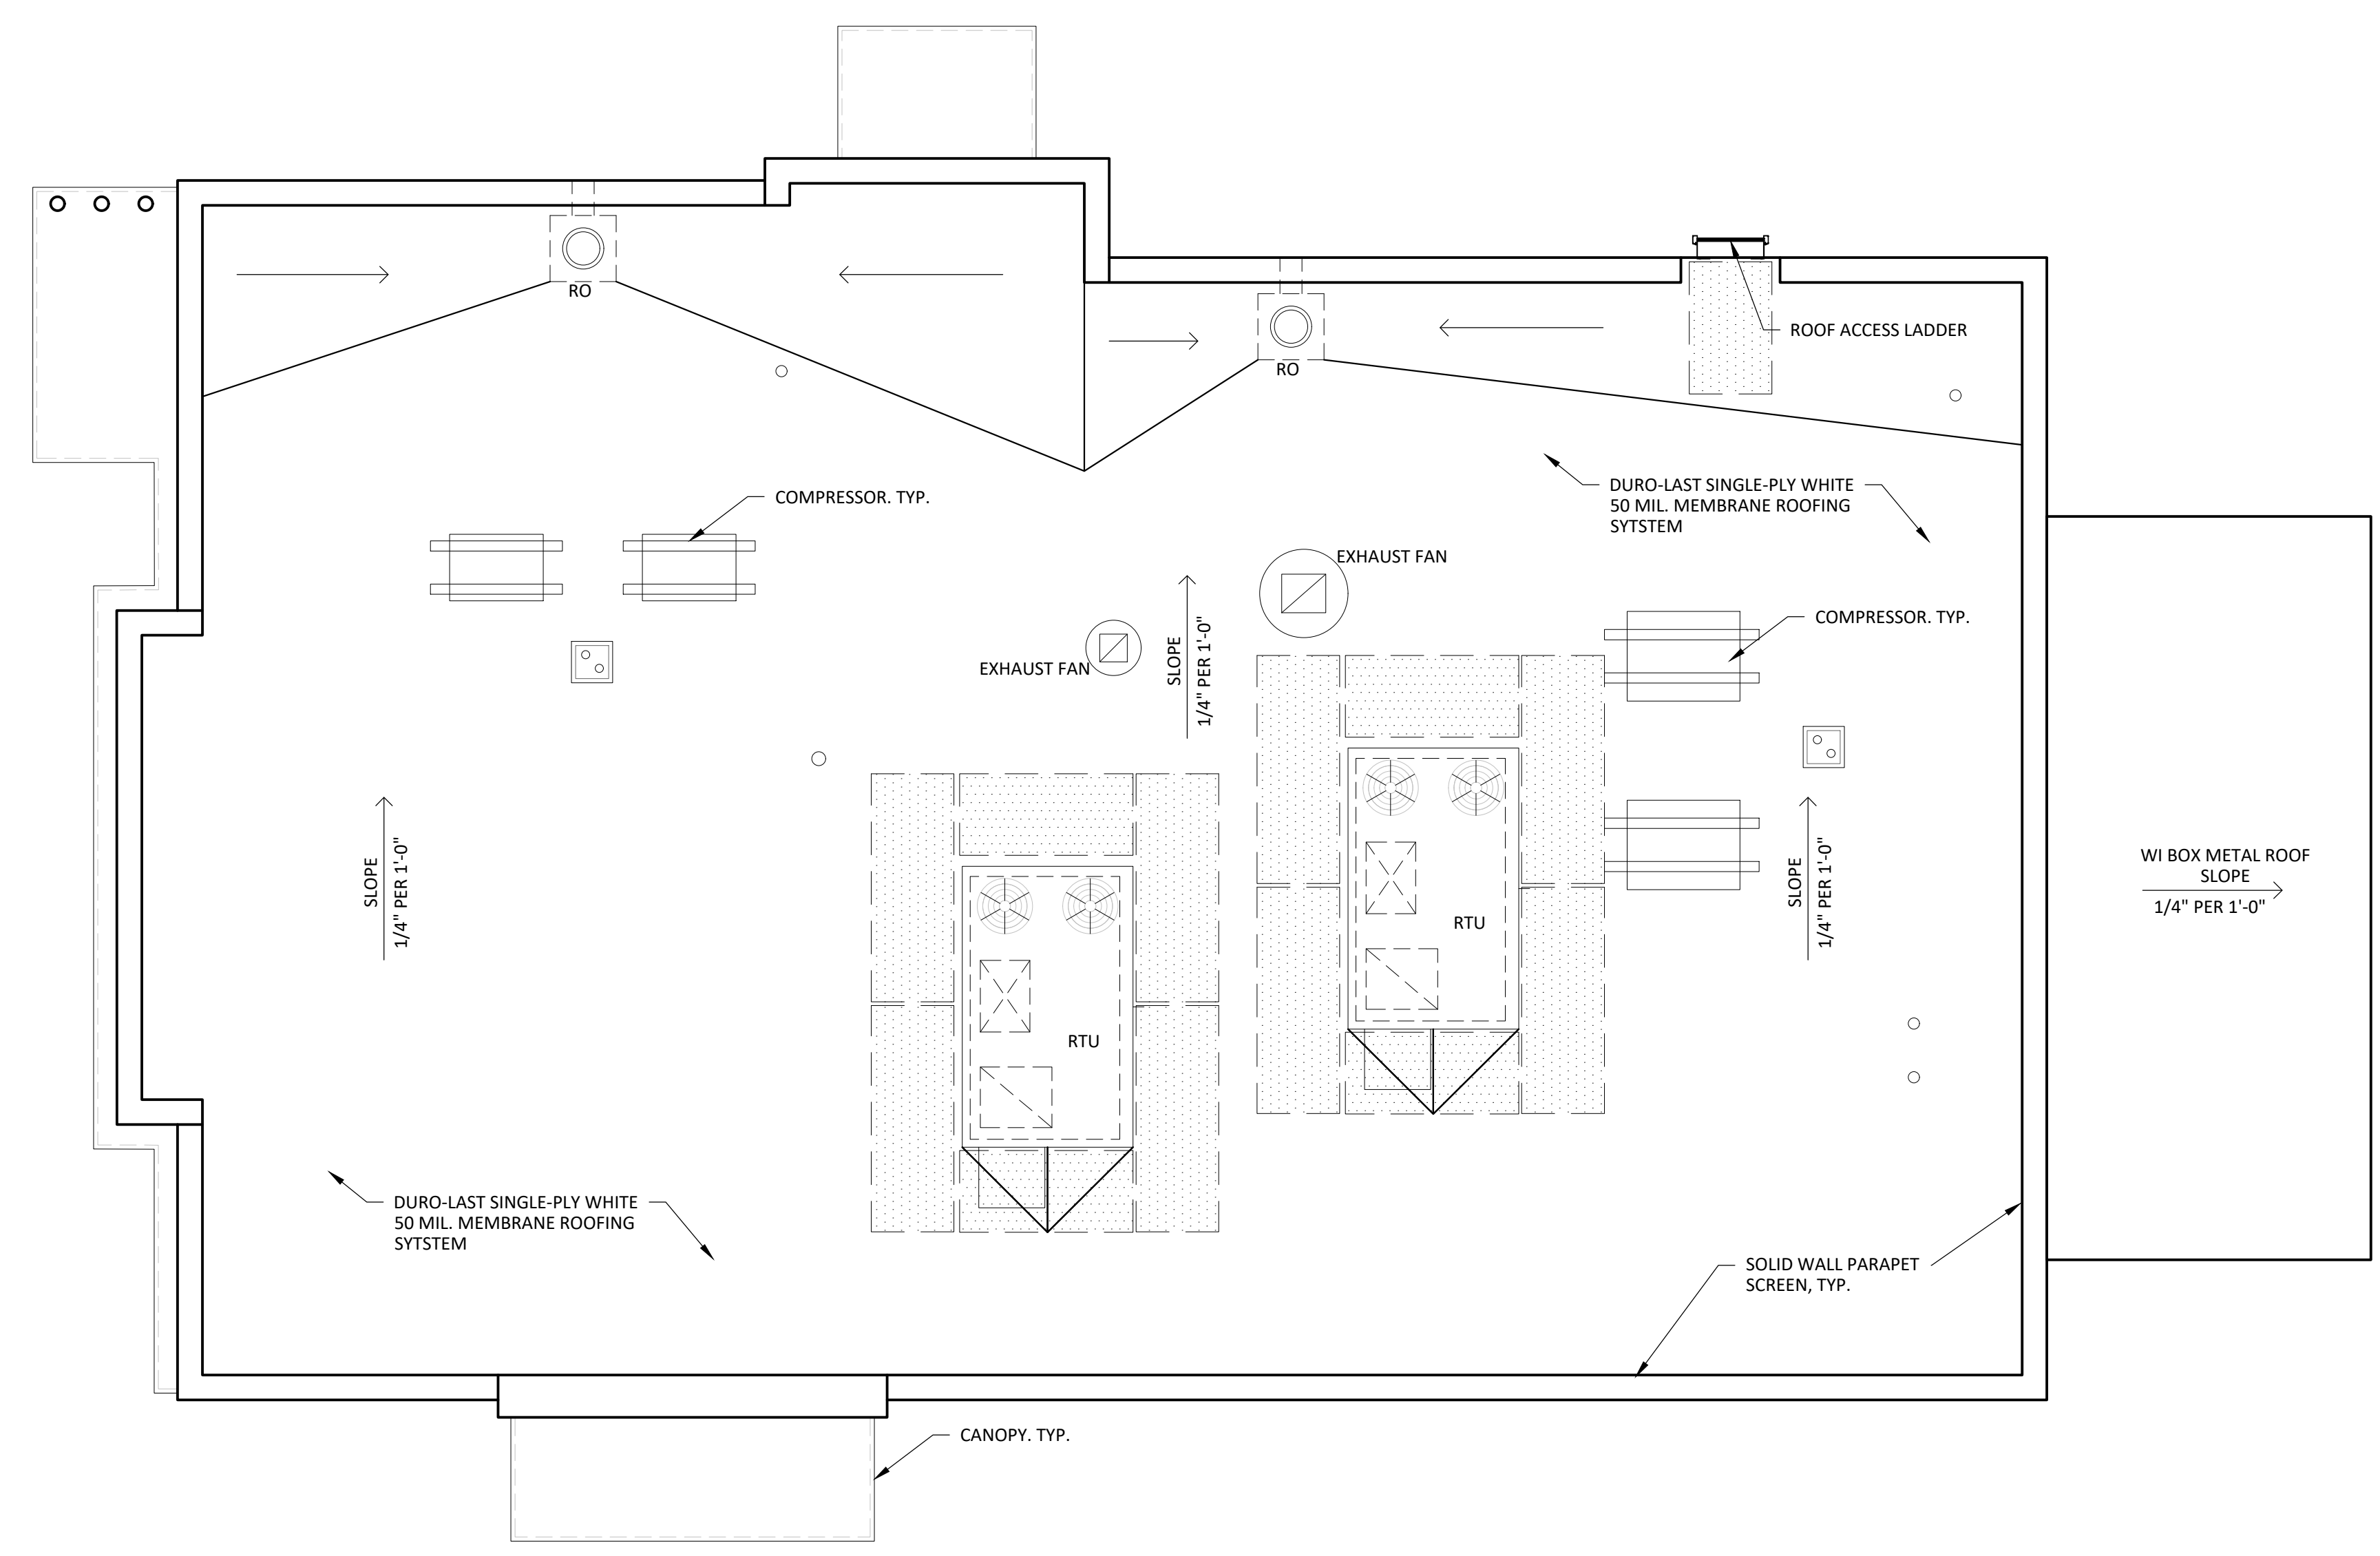 RO
ROOF ACCESS LADDER
RO
DURO-LAST SINGLE-PLY WHITE
50 MIL. MEMBRANE ROOFING
SYTSTEM
COMPRESSOR. TYP.
EXHAUST FAN
COMPRESSOR. TYP.
EXHAUST FAN
SLOPE
1/4" PER 1'-0"
SLOPE
1/4" PER 1'-0"
SLOPE
1/4" PER 1'-0"
WI BOX METAL ROOF
SLOPE
1/4" PER 1'-0"
RTU
RTU
DURO-LAST SINGLE-PLY WHITE
50 MIL. MEMBRANE ROOFING
SYTSTEM
SOLID WALL PARAPET
SCREEN, TYP.
CANOPY. TYP.